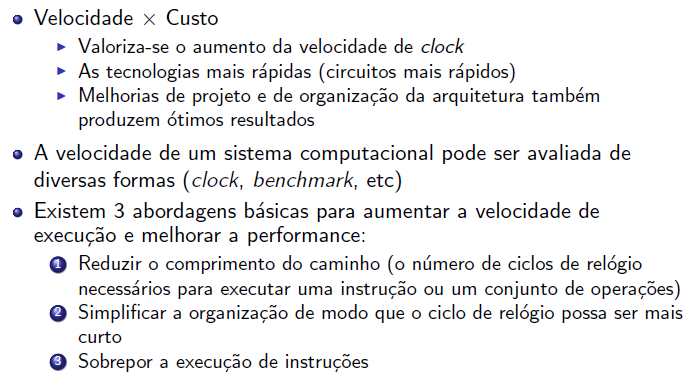 Velocidade × Custo
Valoriza-se o aumento da velocidade de clock
As tecnologias mais rápidas (circuitos mais rápidos)
Melhorias de projeto e de organização da arquitetura também
produzem ótimos resultados
A velocidade de um sistema computacional pode ser avaliada de
diversas formas (clock, benchmark, etc)
Existem 3 abordagens básicas para aumentar a velocidade de
execução e melhorar a performance:
1 Reduzir o comprimento do caminho (o número de ciclos de relógio
necessários para executar uma instrução ou um conjunto de operações)
2 Simplificar a organização de modo que o ciclo de relógio possa ser mais
curto
3 Sobrepor a execução de instruções